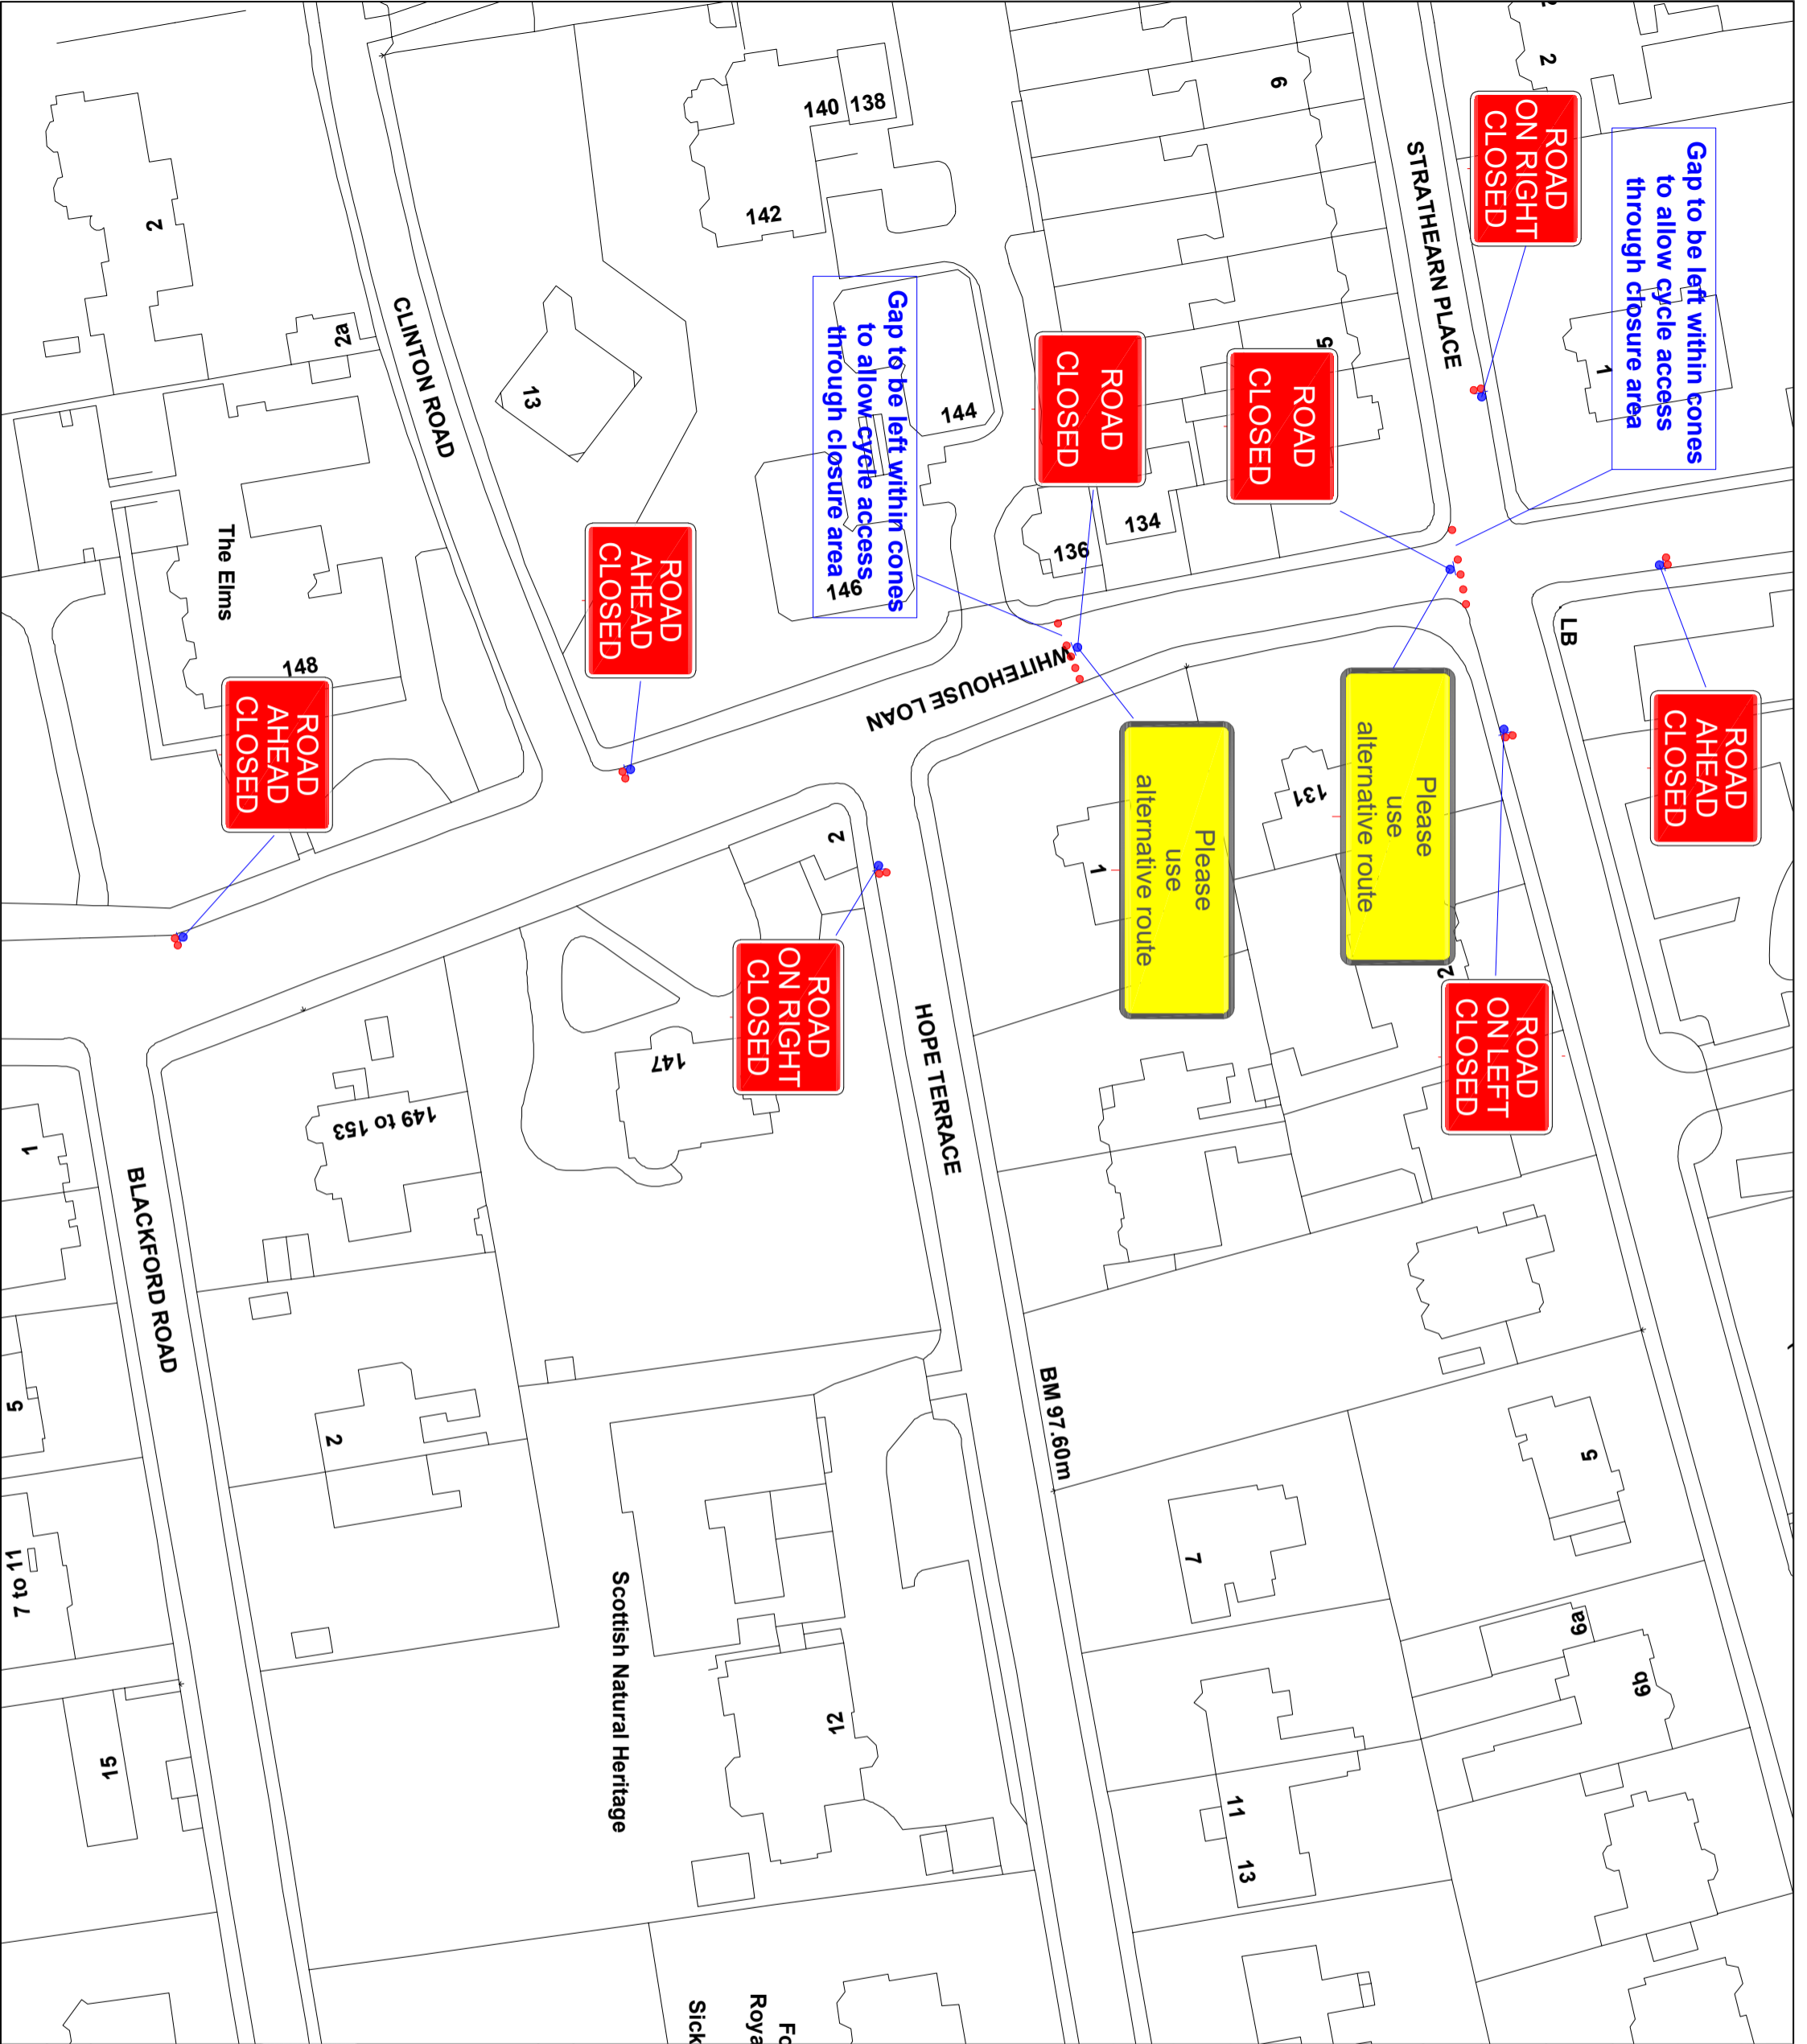 Gap to be left within cones
to allow cycle access
through closure area
ROAD
ON RIGHT
CLOSED
2
1
STRATHEARN PLACE
6
5
138
140
142
144
146
13
134
136
ROAD
CLOSED
ROAD
CLOSED
Gap to be left within cones
to allow cycle access
through closure area
CLINTON ROAD
2
2a
The Elms
148
ROAD
AHEAD
CLOSED
ROAD
AHEAD
CLOSED
WHITEHOUSE LOAN
LB
ROAD
AHEAD
CLOSED
Please
use
alternative route
Please
use
alternative route
131
1
2
2
ROAD
ON LEFT
CLOSED
ROAD
ON RIGHT
CLOSED
147
149 to 153
HOPE TERRACE
BLACKFORD ROAD
1
5
7 to 11
15
2
BM 97.60m
5
7
6a
6b
11
13
12
Scottish Natural Heritage
Sick